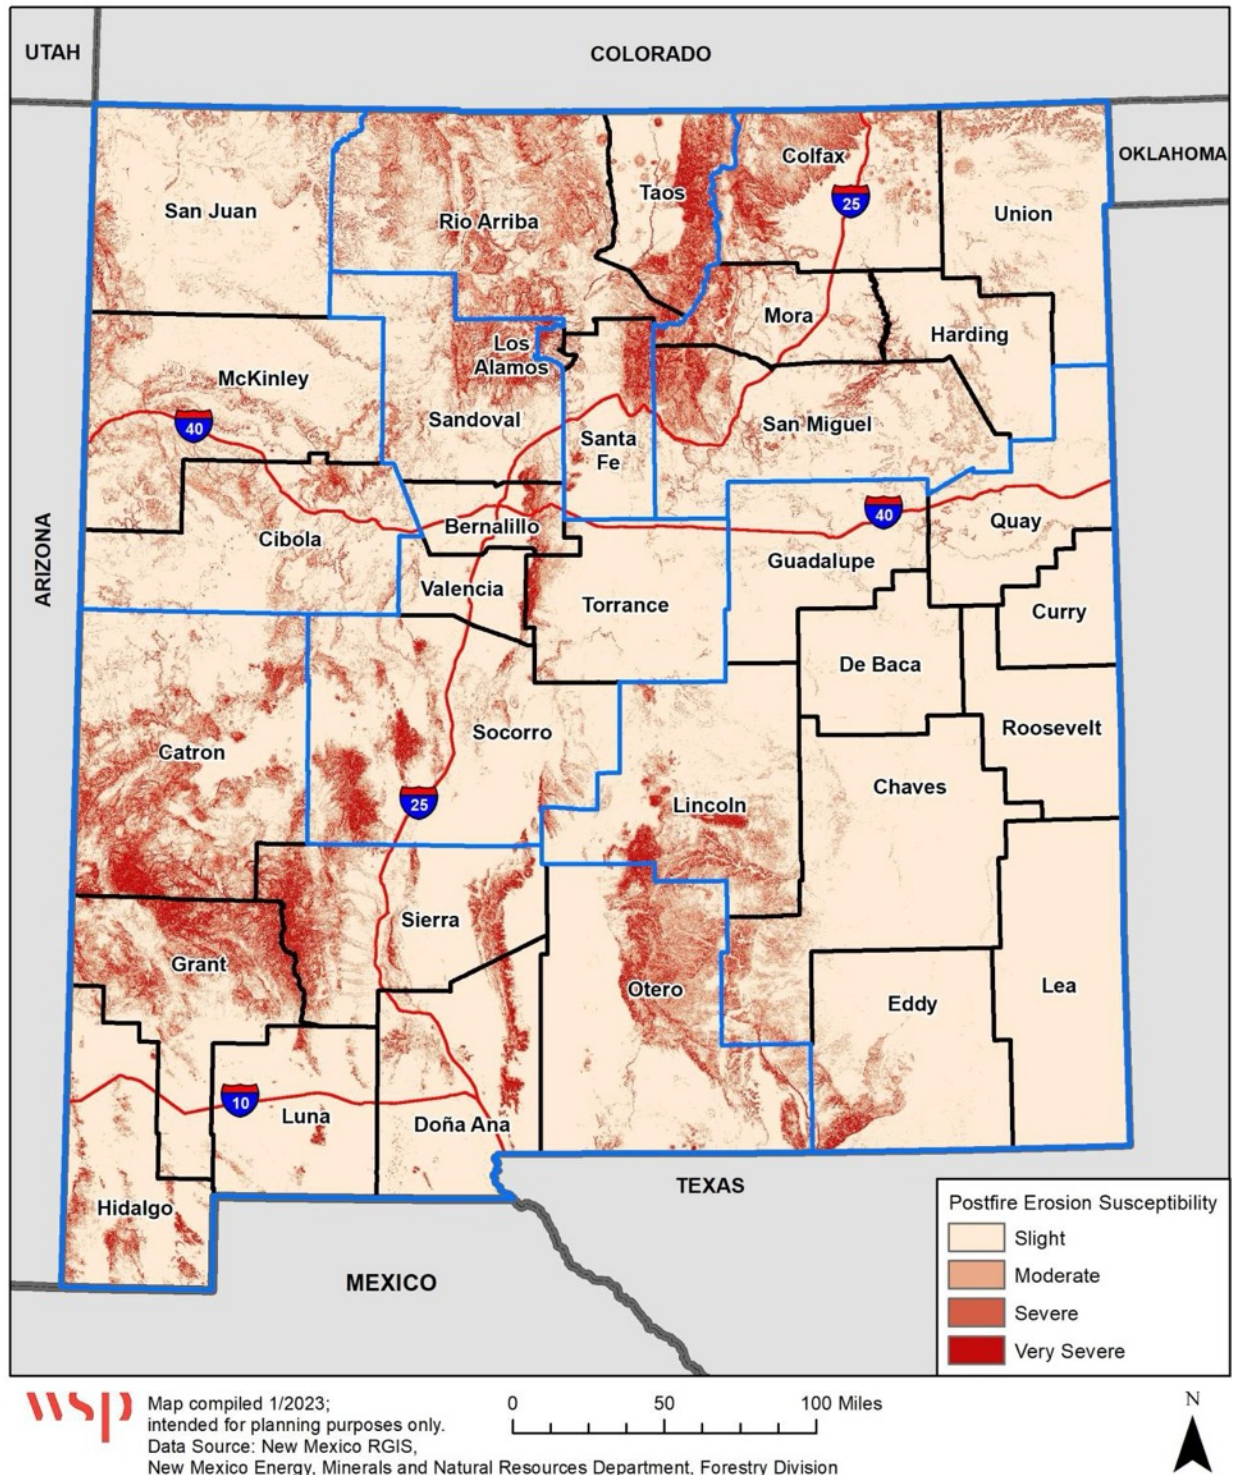 UTAH
COLORADO
OKLAHOMA
ARIZONA
San Juan
Rio Arriba
Taos
Colfax
25
Union
Mora
Harding
Los
Alamos
McKinley
40
Sandoval
Santa
Fe
San Miguel
40
Quay
Cibola
Bernalillo
Guadalupe
Valencia
Torrance
Curry
De Baca
Catron
Socorro
Roosevelt
25
Lincoln
Chaves
Sierra
Grant
Otero
Eddy
Lea
10
Luna
Doña Ana
Hidalgo
TEXAS
MEXICO
Postfire Erosion Susceptibility
Slight
Moderate
Severe
Very Severe
wsp
Map compiled 1/2023;
intended for planning purposes only.
Data Source: New Mexico RGIS,
New Mexico Energy, Minerals and Natural Resources Department, Forestry Division
0 50 100 Miles
N